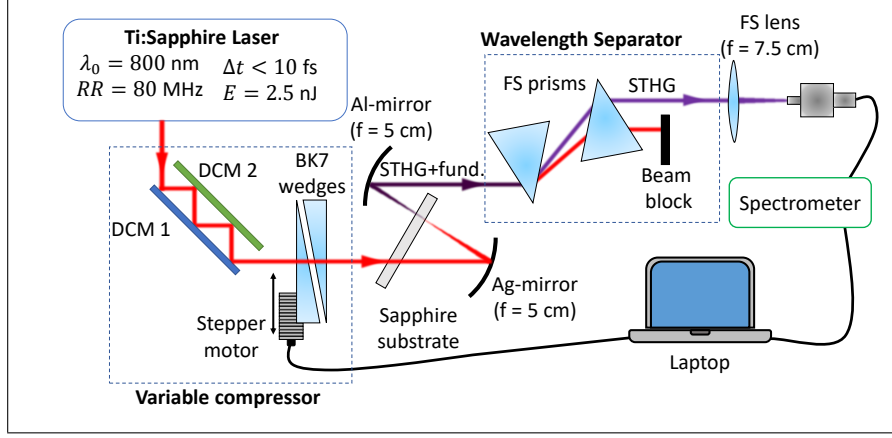 Ti:Sapphire Laser
λ₀ = 800 nm
Δt < 10 fs
RR = 80 MHz
E = 2.5 nJ
Wavelength Separator
FS lens
(f = 7.5 cm)
FS prisms
STHG
Al-mirror
(f = 5 cm)
DCM 2
BK7
wedges
STHG+fund.
Beam
block
DCM 1
Spectrometer
Ag-mirror
(f = 5 cm)
Stepper
motor
Sapphire
substrate
Laptop
Variable compressor